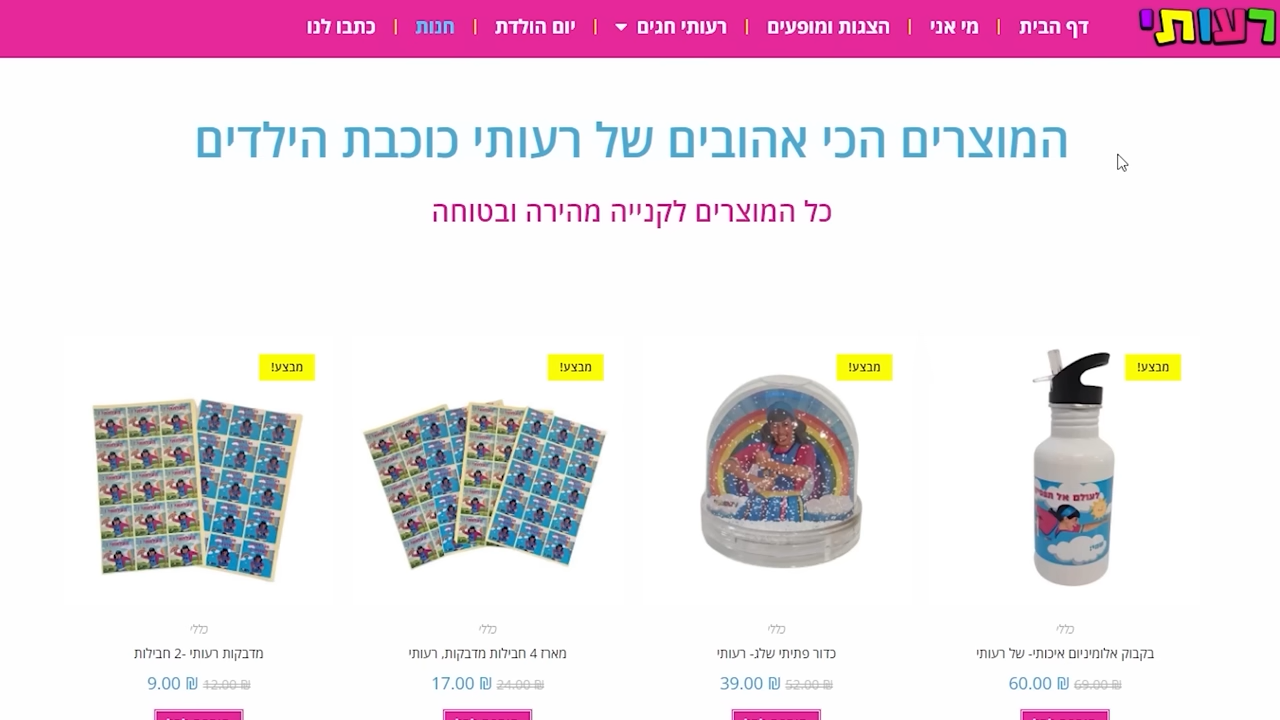 רעותי
דף הבית | מי אני | הצגות ומופעים | רעותי חגים | יום הולדת | חנות | כתבו לנו
המוצרים הכי אהובים של רעותי כוכבת הילדים
כל המוצרים לקנייה מהירה ובטוחה
מבצע!
לעולם אל
כללי
בקבוק אלומיניום איכותי- של רעותי
69.00 ₪ 60.00 ₪
מבצע!
כללי
כדור פתיתי שלג- רעותי
52.00 ₪ 39.00 ₪
מבצע!
כללי
מארז 4 חבילות מדבקות, רעותי
24.00 ₪ 17.00 ₪
מבצע!
כללי
מדבקות רעותי -2 חבילות
12.00 ₪ 9.00 ₪